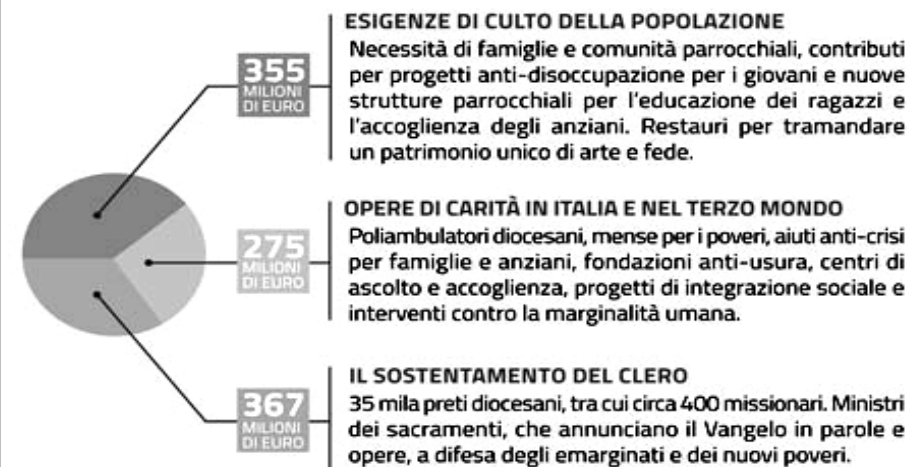 ESIGENZE DI CULTO DELLA POPOLAZIONE
355
MILIONI
DI EURO
Necessità di famiglie e comunità parrocchiali, contributi
per progetti anti-disoccupazione per i giovani e nuove
strutture parrocchiali per l'educazione dei ragazzi e
l'accoglienza degli anziani. Restauri per tramandare
un patrimonio unico di arte e fede.
OPERE DI CARITÀ IN ITALIA E NEL TERZO MONDO
275
MILIONI
DI EURO
Poliambulatori diocesani, mense per i poveri, aiuti anti-crisi
per famiglie e anziani, fondazioni anti-usura, centri di
ascolto e accoglienza, progetti di integrazione sociale e
interventi contro la marginalità umana.
IL SOSTENTAMENTO DEL CLERO
367
MILIONI
DI EURO
35 mila preti diocesani, tra cui circa 400 missionari. Ministri
dei sacramenti, che annunciano il Vangelo in parole e
opere, a difesa degli emarginati e dei nuovi poveri.